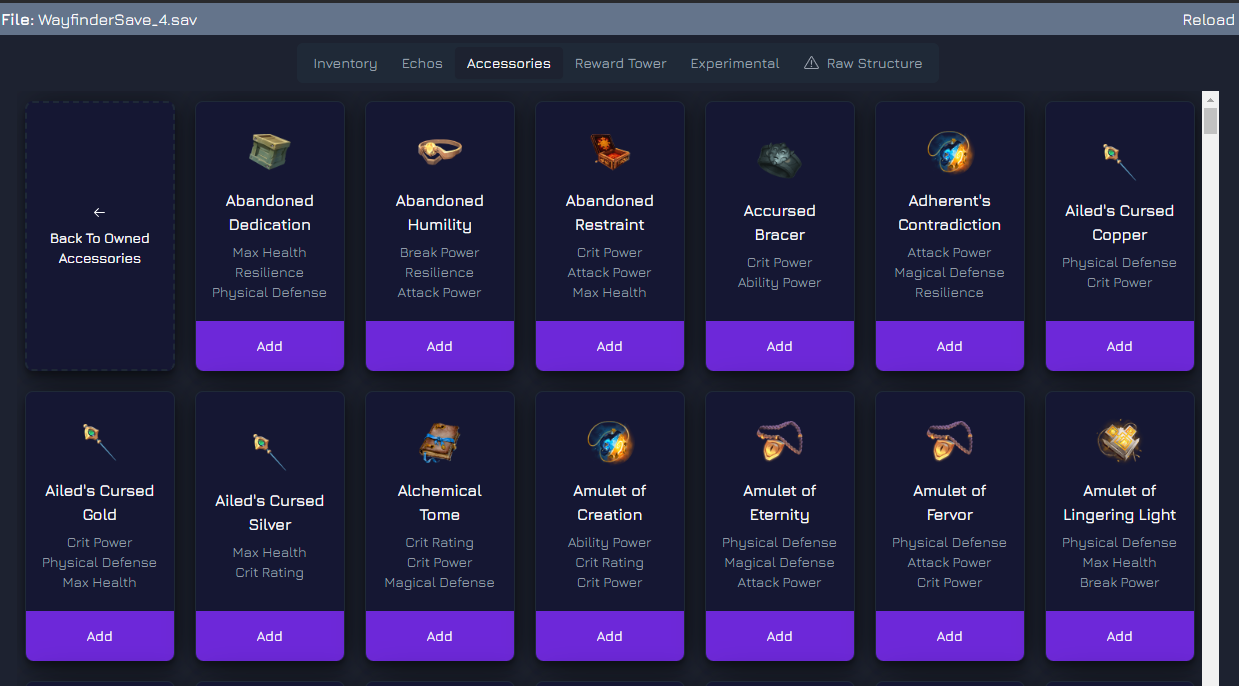 File: WayfinderSave_4.sav
Reload
Inventory
Echos
Accessories
Reward Tower
Experimental
Raw Structure
Back To Owned
Accessories
Abandoned
Dedication
Max Health
Resilience
Physical Defense
Add
Abandoned
Humility
Break Power
Resilience
Attack Power
Add
Abandoned
Restraint
Crit Power
Attack Power
Max Health
Add
Accursed
Bracer
Crit Power
Ability Power
Add
Adherent's
Contradiction
Attack Power
Magical Defense
Resilience
Add
Ailed's Cursed
Copper
Physical Defense
Crit Power
Add
Ailed's Cursed
Gold
Crit Power
Physical Defense
Max Health
Add
Ailed's Cursed
Silver
Max Health
Crit Rating
Add
Alchemical
Tome
Crit Rating
Crit Power
Magical Defense
Add
Amulet of
Creation
Ability Power
Crit Rating
Crit Power
Add
Amulet of
Eternity
Physical Defense
Magical Defense
Attack Power
Add
Amulet of
Fervor
Physical Defense
Attack Power
Crit Power
Add
Amulet of
Lingering Light
Physical Defense
Max Health
Break Power
Add